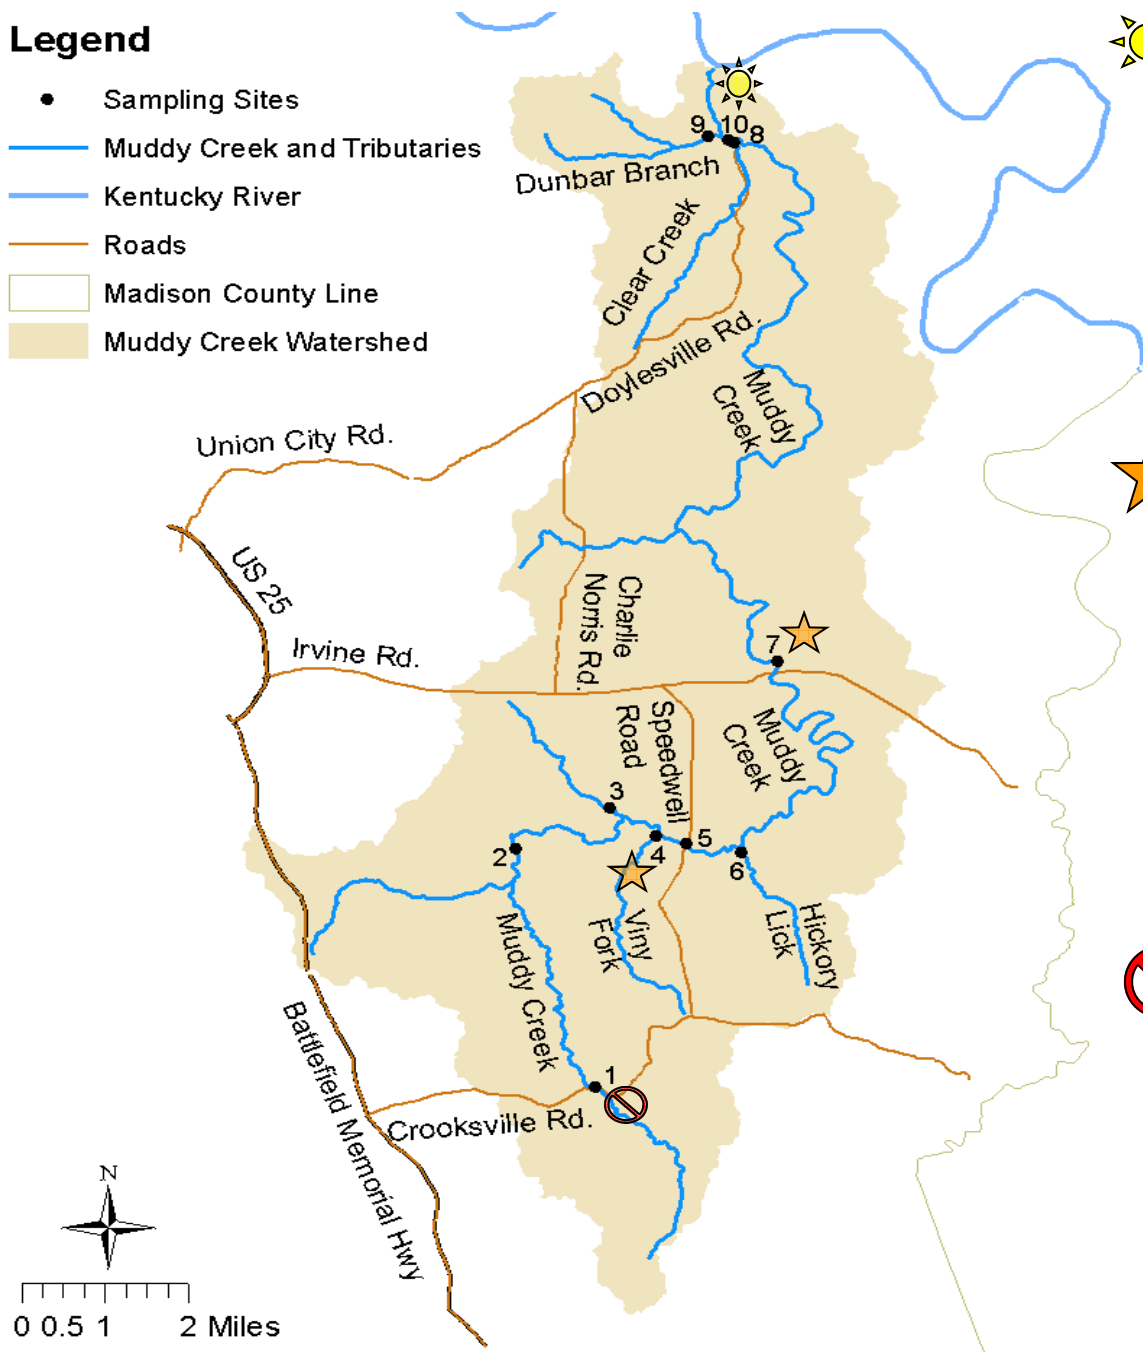 Legend
Sampling Sites
Muddy Creek and Tributaries
Kentucky River
Roads
Madison County Line
Muddy Creek Watershed
9
10
8
Dunbar Branch
Clear Creek
Doylesville Rd.
Muddy
Creek
Union City Rd.
US 25
Charlie
Norris Rd.
Irvine Rd.
7
Speedwell
Road
Muddy
Creek
3
2
4
5
6
Viny
Fork
Hickory
Lick
Muddy Creek
1
Crooksville Rd.
Battlefield Memorial Hwy
N
0 0.5 1 2 Miles